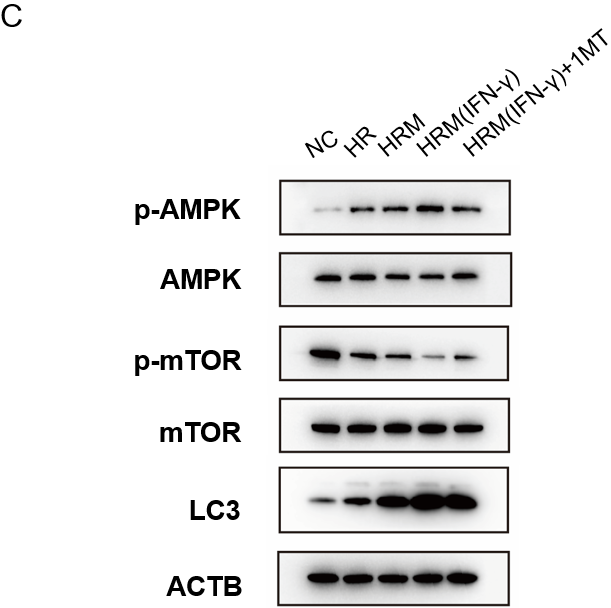 C
NC
HR
HRM
HRM(IFN-γ)
HRM(IFN-γ)+1MT
p-AMPK
AMPK
p-mTOR
mTOR
LC3
ACTB